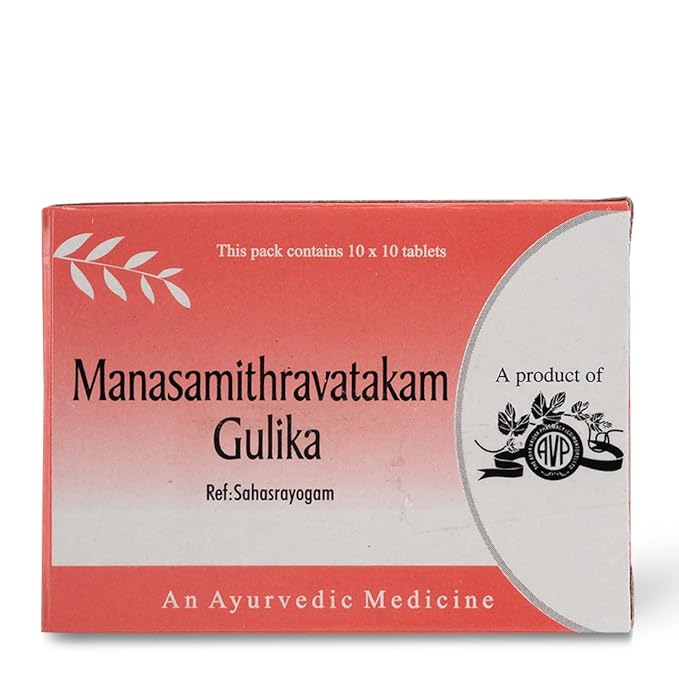 This pack contains 10 x 10 tablets
Manasamithravatakam
Gulika
Ref:Sahasrayogam
A product of
AVP
An Ayurvedic Medicine